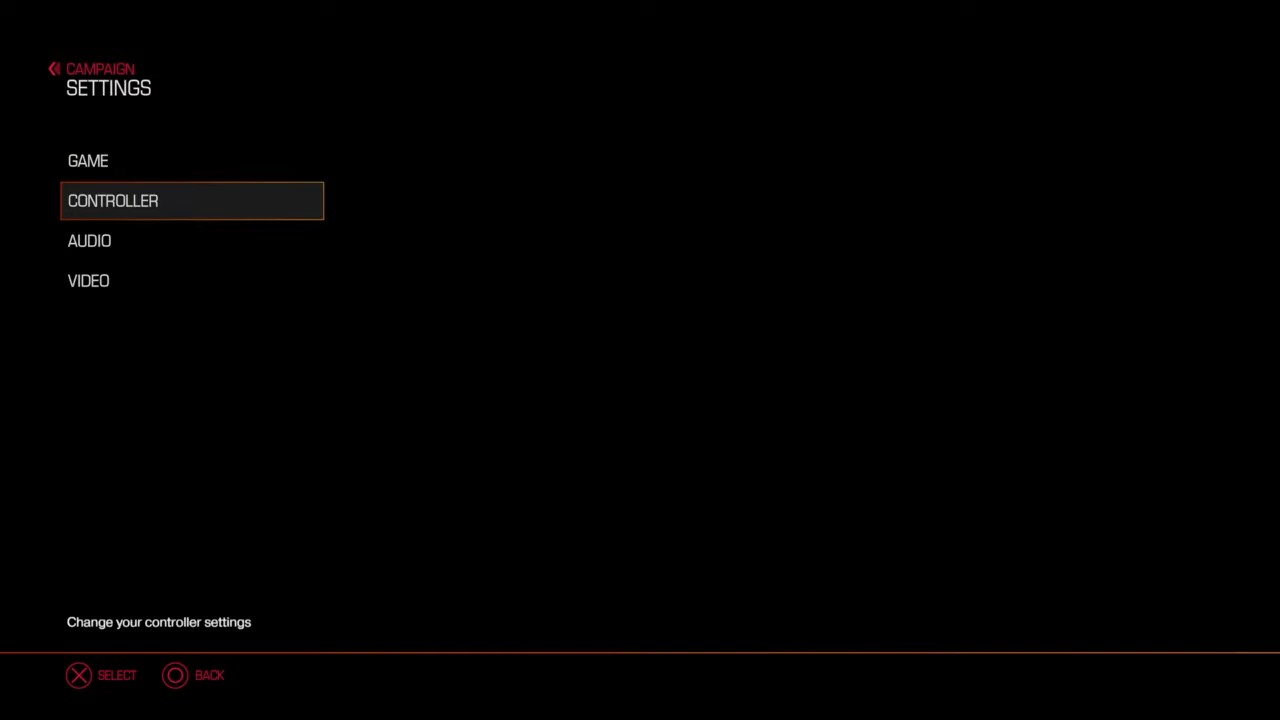 CAMPAIGN
SETTINGS
GAME
CONTROLLER
AUDIO
VIDEO
Change your controller settings
SELECT BACK